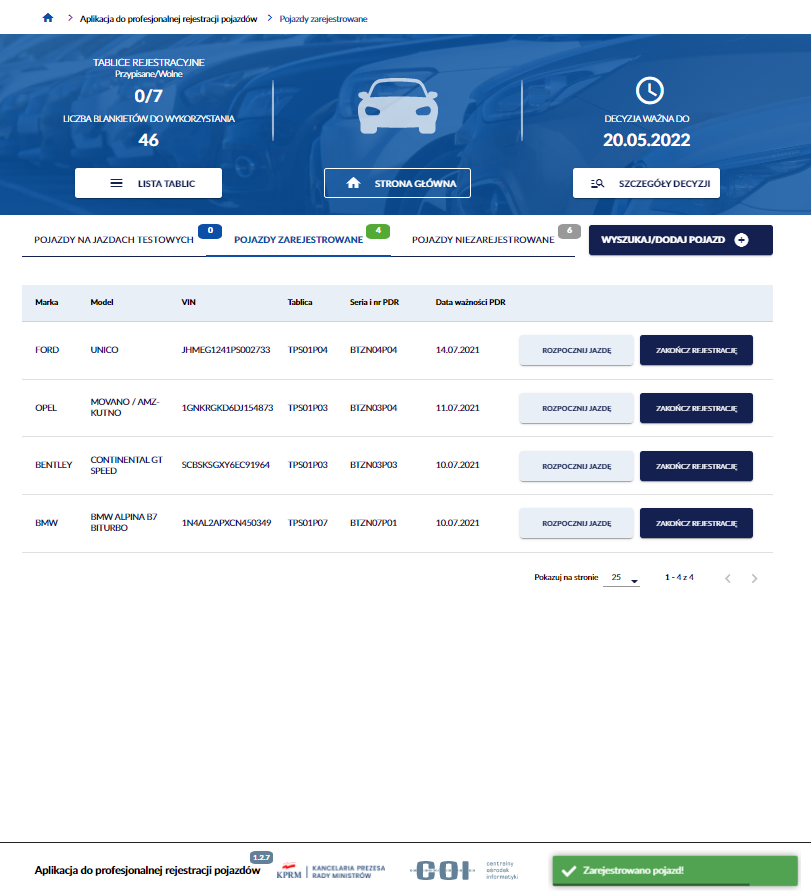 Aplikacja do profesjonalnej rejestracji pojazdów
Pojazdy zarejestrowane
TABLICE REJESTRACYJNE
Przypisane/Wolne
0/7
LICZBA BLANKIETÓW DO WYKORZYSTANIA
46
DECYZJA WAŻNA DO
20.05.2022
LISTA TABLIC
STRONA GŁÓWNA
SZCZEGÓŁY DECYZJI
POJAZDY NA JAZDACH TESTOWYCH 0
POJAZDY ZAREJESTROWANE 4
POJAZDY NIEZAREJESTROWANE 6
WYSZUKAJ/DODAJ POJAZD
Marka Model VIN Tablica Seria i nr PDR Data ważności PDR
FORD UNICO JHMEG1241PS002733 TPS01P04 BTZN04P04 14.07.2021 ROZPOCZNIJ JAZDĘ ZAKOŃCZ REJESTRACJĘ
OPEL MOVANO / AMZ-
KUTNO 1GNKRGKD6DJ154873 TPS01P03 BTZN03P04 11.07.2021 ROZPOCZNIJ JAZDĘ ZAKOŃCZ REJESTRACJĘ
BENTLEY CONTINENTAL GT
SPEED SCBSKSGXY6EC91964 TPS01P03 BTZN03P03 10.07.2021 ROZPOCZNIJ JAZDĘ ZAKOŃCZ REJESTRACJĘ
BMW BMW ALPINA B7
BITURBO 1N4AL2APXCN450349 TPS01P07 BTZN07P01 10.07.2021 ROZPOCZNIJ JAZDĘ ZAKOŃCZ REJESTRACJĘ
Pokazuj na stronie 25 1 - 4 z 4
Aplikacja do profesjonalnej rejestracji pojazdów 1.2.7
KPRM
KANCELARIA PREZESA
RADY MINISTRÓW
COI
centralny
ośrodek
informatyki
Zarejestrowano pojazd!